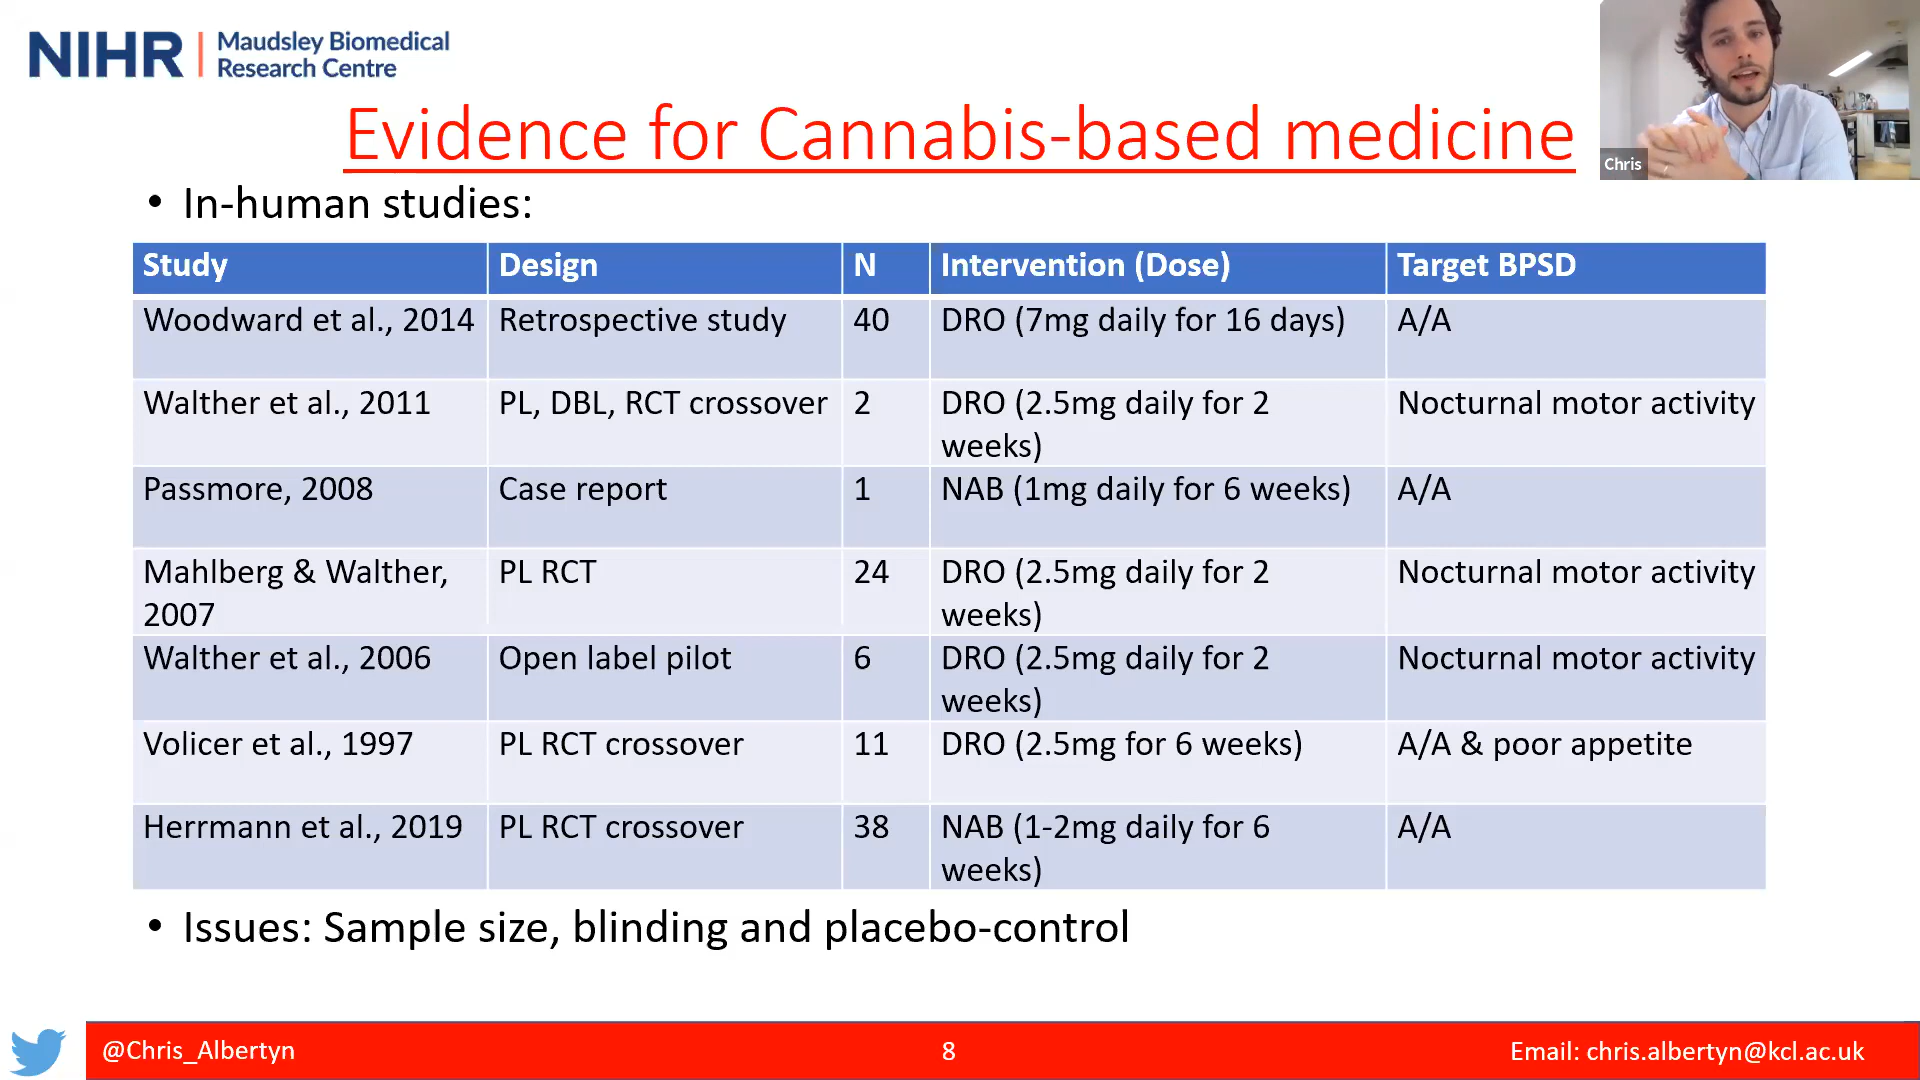 NIHR | Maudsley Biomedical
Research Centre
Evidence for Cannabis-based medicine
Chris
• In-human studies:
Study Design N Intervention (Dose) Target BPSD
Woodward et al., 2014 Retrospective study 40 DRO (7mg daily for 16 days) A/A
Walther et al., 2011 PL, DBL, RCT crossover 2 DRO (2.5mg daily for 2
weeks) Nocturnal motor activity
Passmore, 2008 Case report 1 NAB (1mg daily for 6 weeks) A/A
Mahlberg & Walther,
2007 PL RCT 24 DRO (2.5mg daily for 2
weeks) Nocturnal motor activity
Walther et al., 2006 Open label pilot 6 DRO (2.5mg daily for 2
weeks) Nocturnal motor activity
Volicer et al., 1997 PL RCT crossover 11 DRO (2.5mg for 6 weeks) A/A & poor appetite
Herrmann et al., 2019 PL RCT crossover 38 NAB (1-2mg daily for 6
weeks) A/A
• Issues: Sample size, blinding and placebo-control
@Chris_Albertyn 8 Email: chris.albertyn@kcl.ac.uk